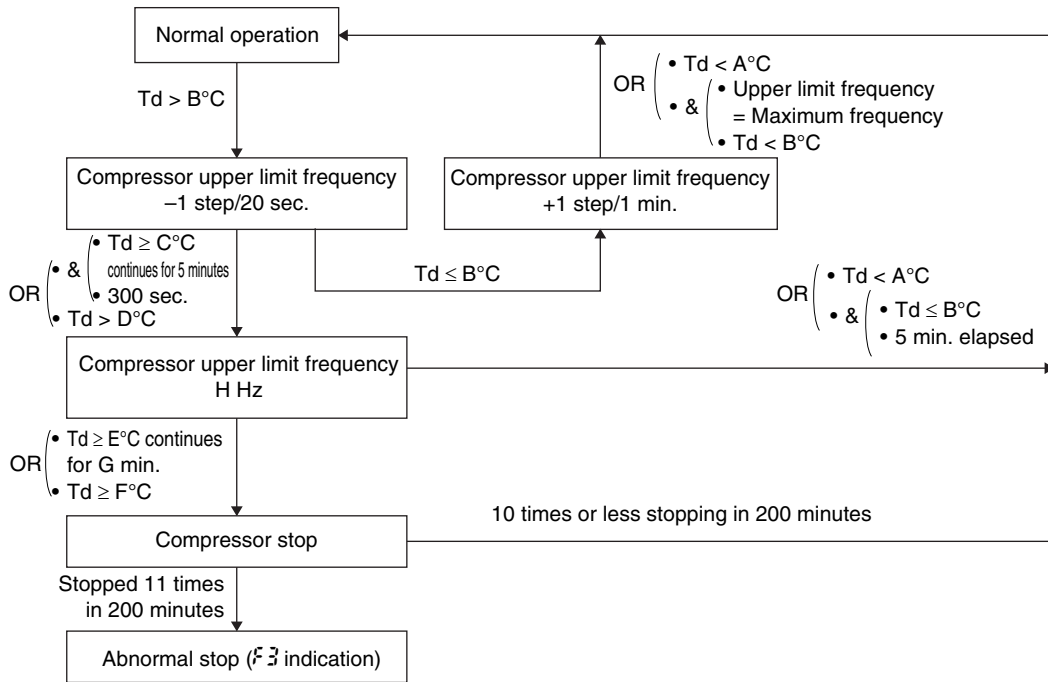 Normal operation
Td > B°C
Compressor upper limit frequency
–1 step/20 sec.
OR
• Td < A°C
• & • Upper limit frequency
= Maximum frequency
• Td < B°C
Compressor upper limit frequency
+1 step/1 min.
Td ≤ B°C
OR
• & • Td ≥ C°C
continues for 5 minutes
• 300 sec.
• Td > D°C
OR
• Td < A°C
• & • Td ≤ B°C
• 5 min. elapsed
Compressor upper limit frequency
H Hz
OR
• Td ≥ E°C continues
for G min.
• Td ≥ F°C
Compressor stop
10 times or less stopping in 200 minutes
Stopped 11 times
in 200 minutes
Abnormal stop (F3 indication)